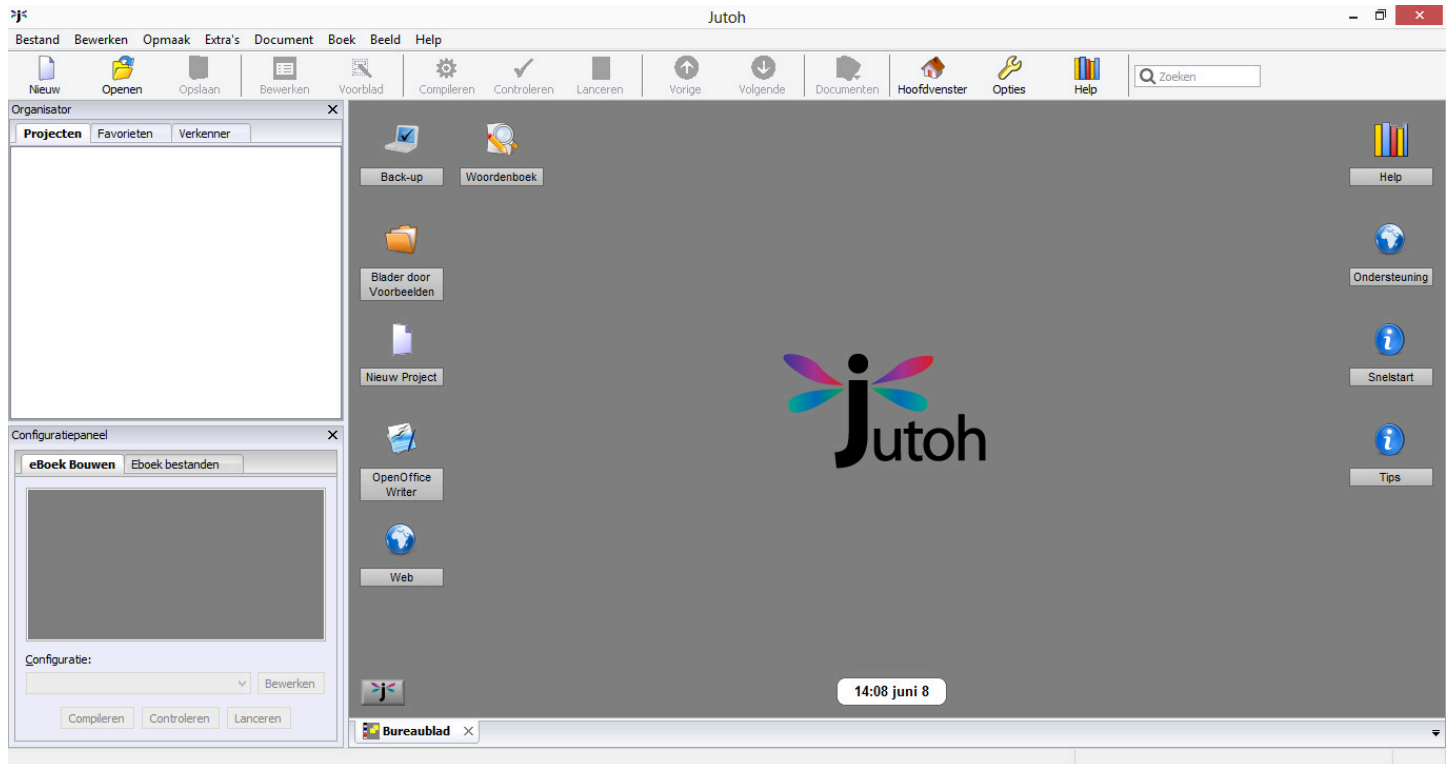 Jutoh
Bestand Bewerken Opmaak Extra's Document Boek Beeld Help
Nieuw Openen Opslaan Bewerken Voorblad Compileren Controleren Lanceren Vorige Volgende Documenten Hoofdvenster Opties Help Zoeken
Organisator
Projecten Favorieten Verkenner
Configuratiepaneel
eBoek Bouwen Eboek bestanden
Configuratie:
Bewerken
Compileren Controleren Lanceren
Back-up Woordenboek
Blader door
Voorbeelden
Nieuw Project
OpenOffice
Writer
Web
Jutoh
Help
Ondersteuning
Snelstart
Tips
14:08 juni 8
Bureaublad